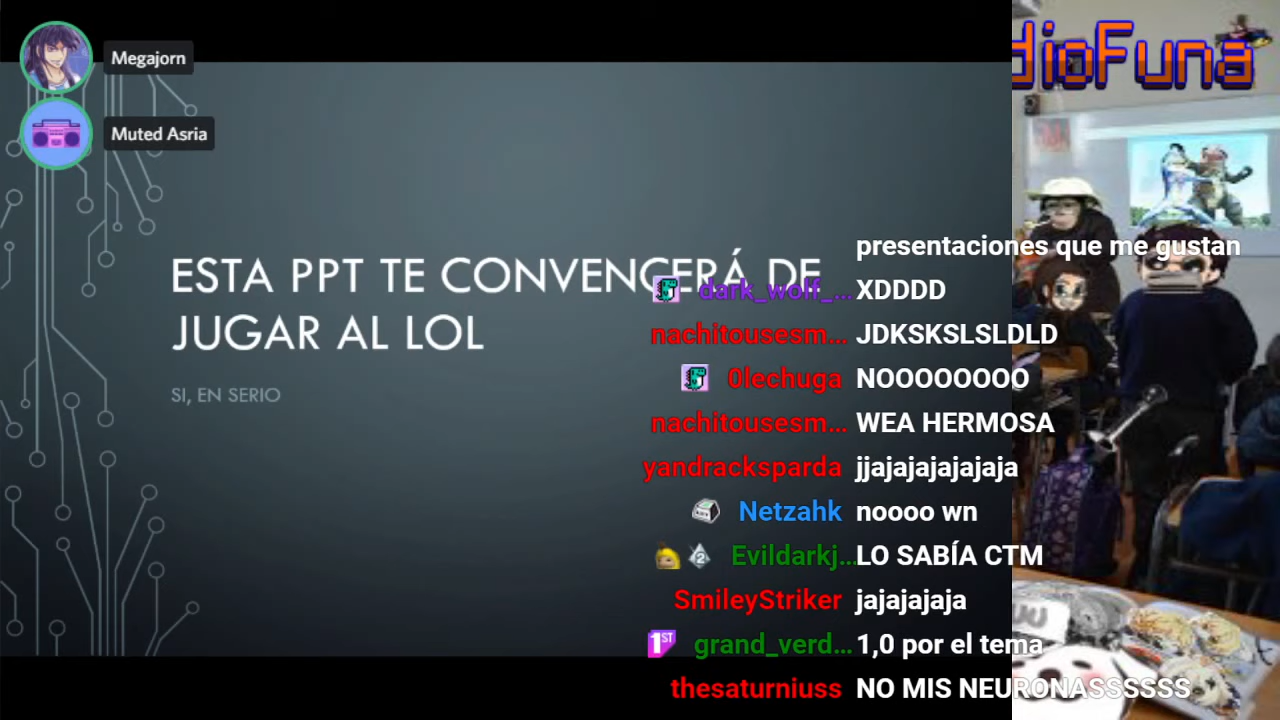 Megajorn
dioFuna
Muted Asria
presentaciones que me gustan
ESTA PPT TE CONVENCERÁ DE
JUGAR AL LOL
SI, EN SERIO
dark_wolf_... XDDDD
nachitousesm... JDKSKSLSLDLD
0lechuga NOOOOOOOO
nachitousesm... WEA HERMOSA
yandracksparda jjajajajajajaja
Netzahk noooo wn
Evildarkj... LO SABÍA CTM
SmileyStriker jajajajaja
1ST grand_verd... 1,0 por el tema
thesaturniuss NO MIS NEURONASSSSSS